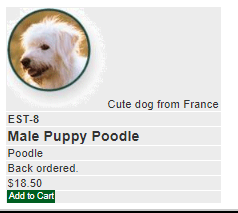 Cute dog from France
EST-8
Male Puppy Poodle
Poodle
Back ordered.
$18.50
Add to Cart